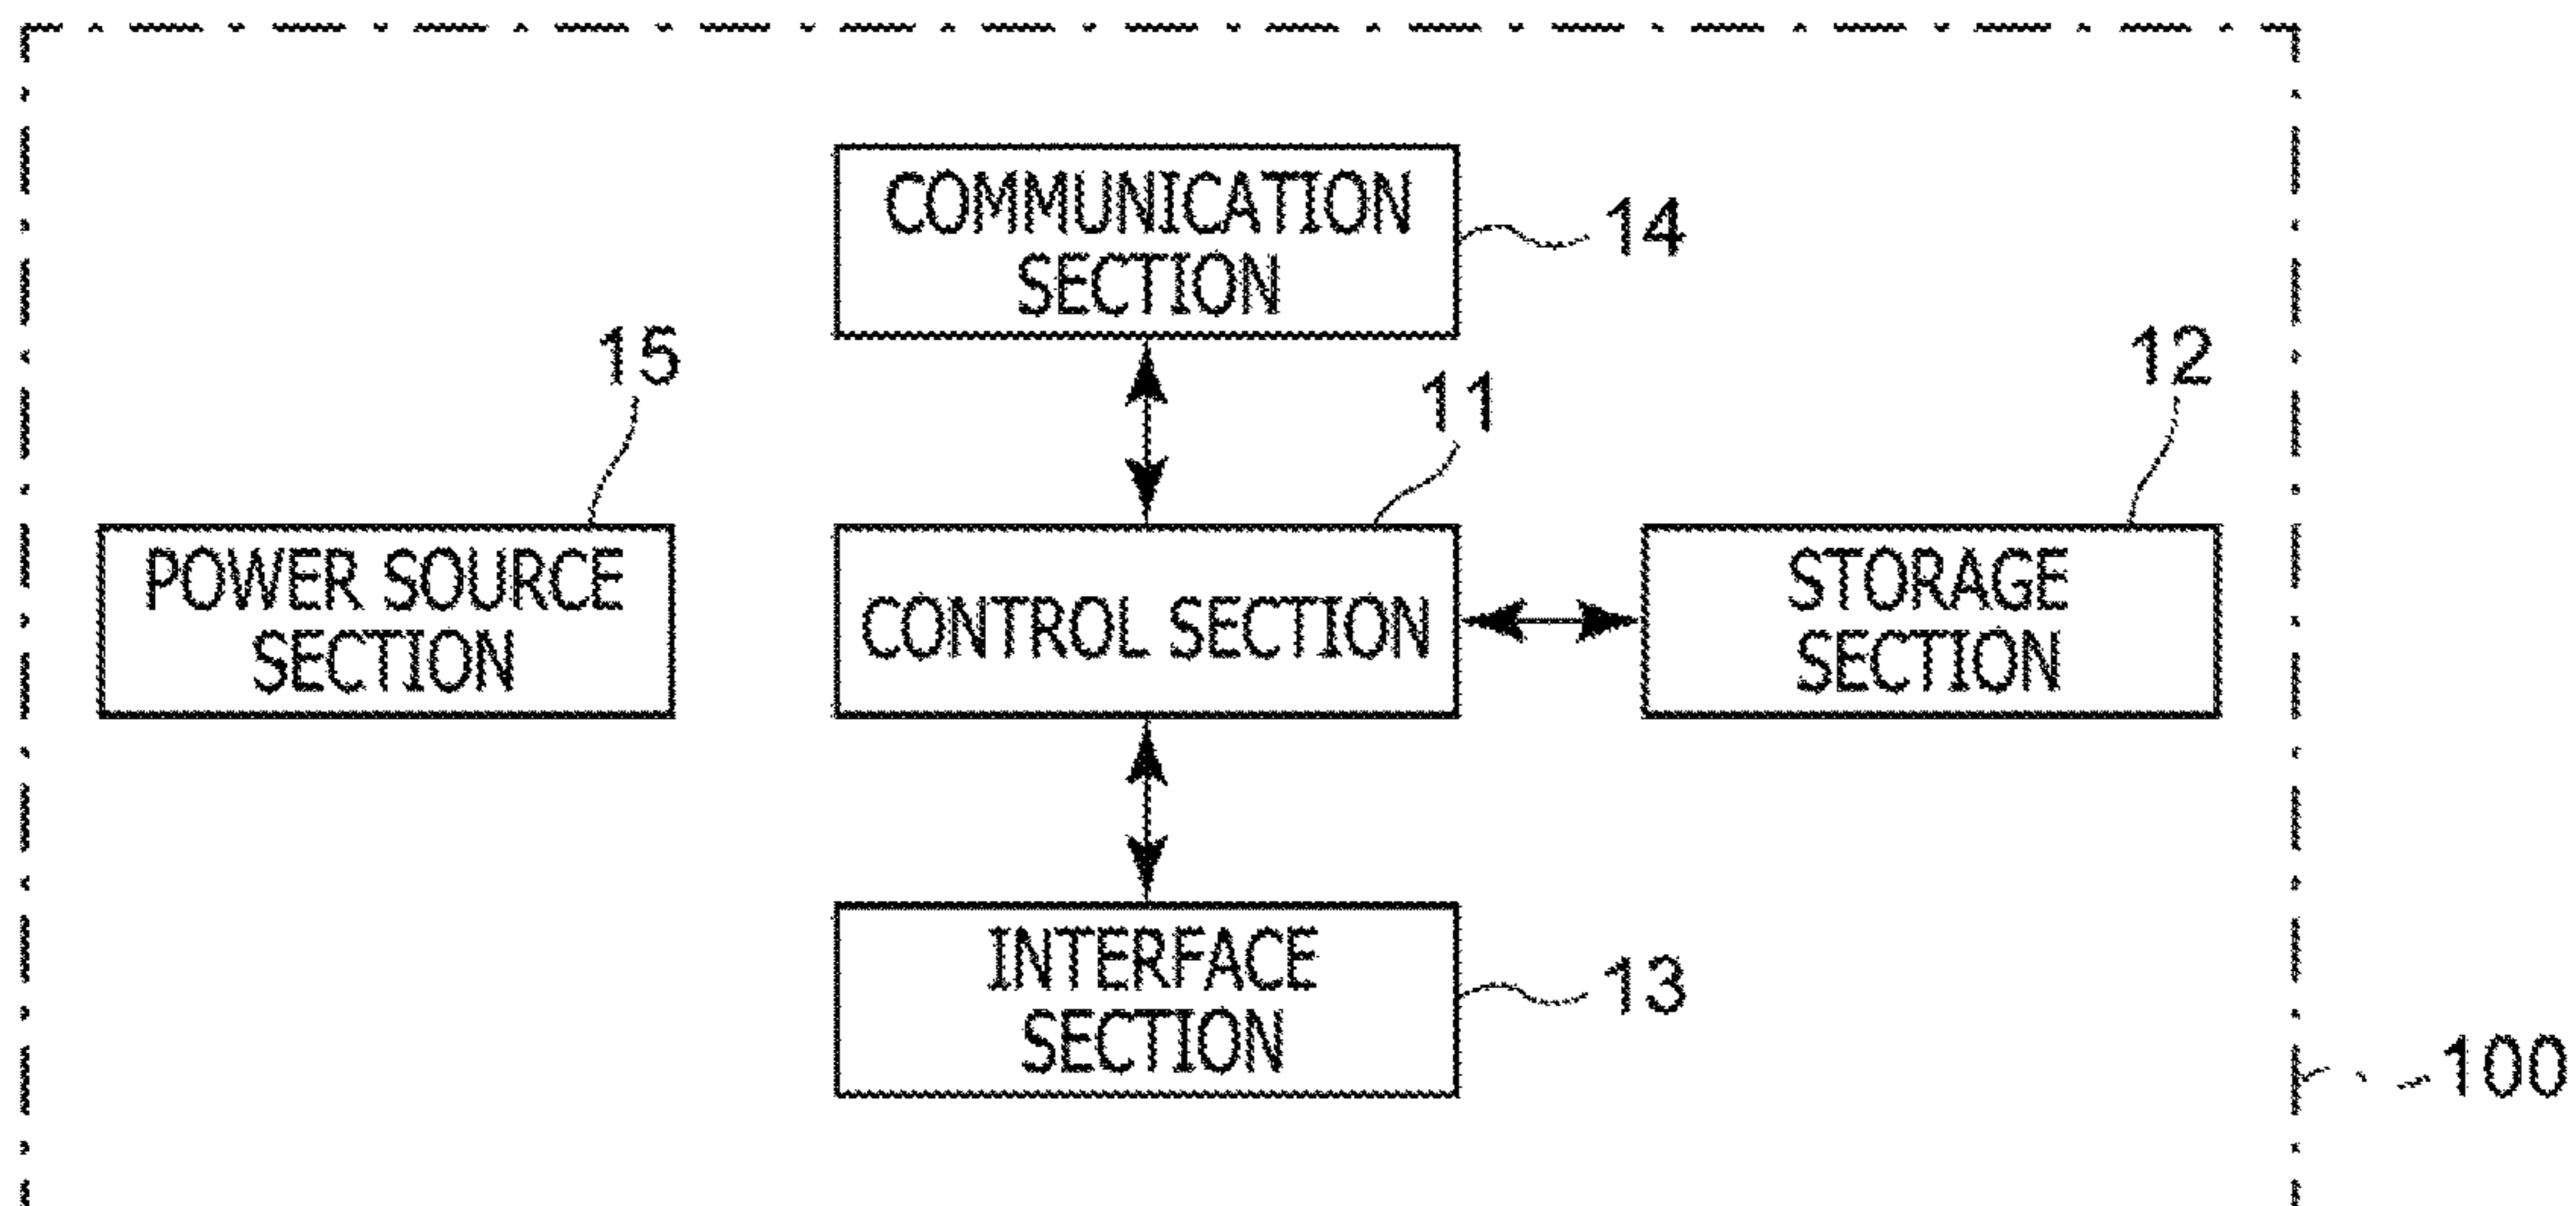 COMMUNICATION
SECTION
14
15
11
12
POWER SOURCE
SECTION
CONTROL SECTION
STORAGE
SECTION
INTERFACE
SECTION
13
100